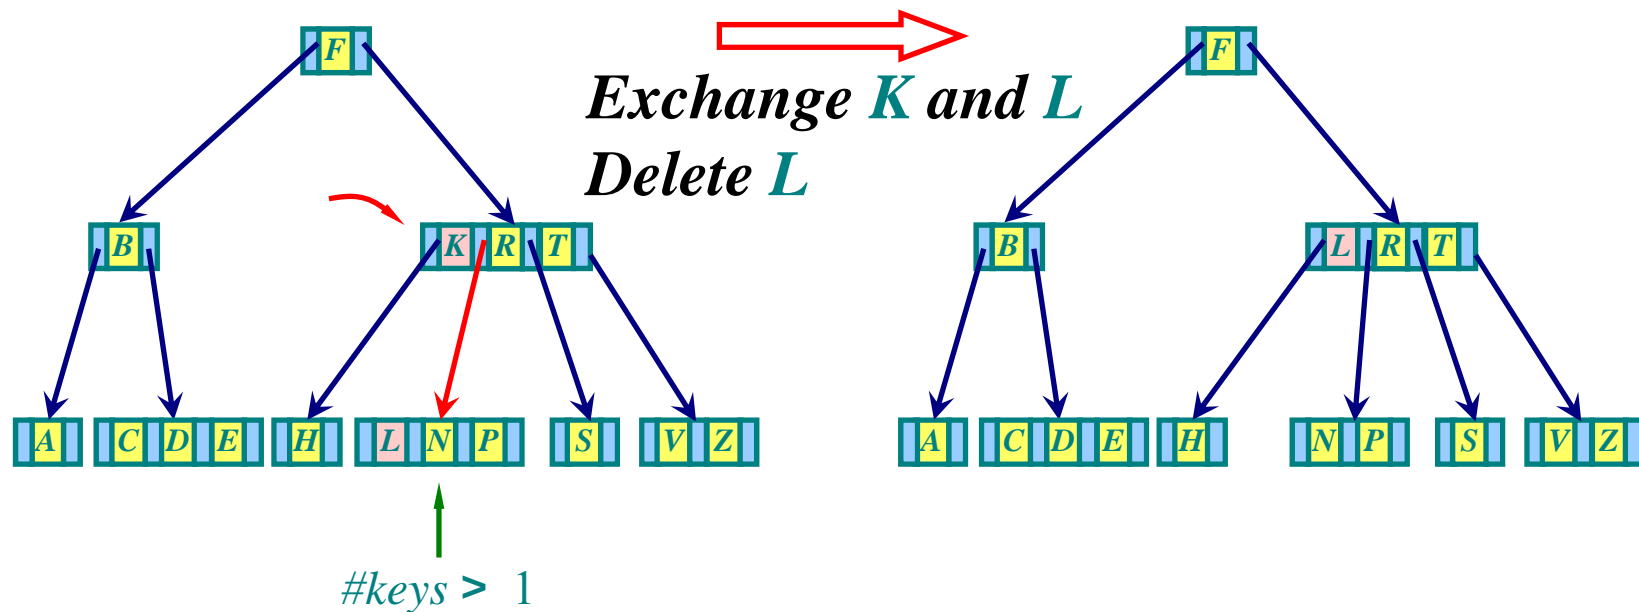 F
F
Exchange K and L
Delete L
B
K R T
B
L R T
A
C D E
H
L N P
S
V Z
A
C D E
H
N P
S
V Z
#keys > 1